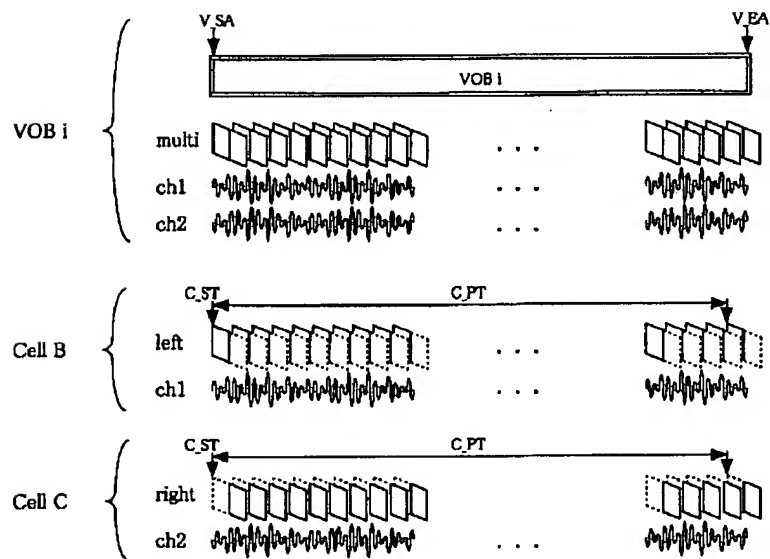 V_SA V_EA
VOB i
VOB i
multi
. . .
. . .
ch1
ch2
. . .
C_ST C_PT
Cell B
left
. . .
ch1
. . .
C_ST C_PT
Cell C
right
. . .
ch2
. . .